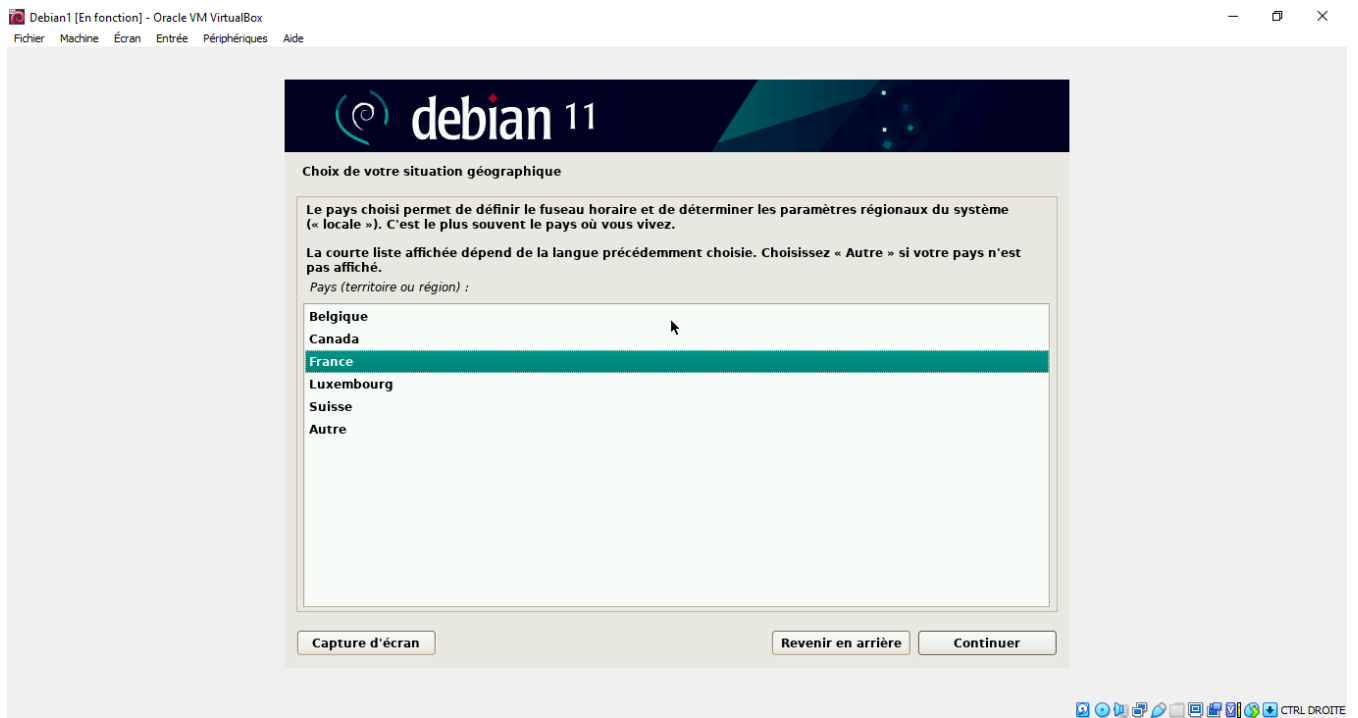 Debian1 [En fonction] - Oracle VM VirtualBox
Fichier Machine Écran Entrée Périphériques Aide
debian 11
Choix de votre situation géographique
Le pays choisi permet de définir le fuseau horaire et de déterminer les paramètres régionaux du système
(« locale »). C'est le plus souvent le pays où vous vivez.
La courte liste affichée dépend de la langue précédemment choisie. Choisissez « Autre » si votre pays n'est
pas affiché.
Pays (territoire ou région) :
Belgique
Canada
France
Luxembourg
Suisse
Autre
Capture d'écran Revenir en arrière Continuer
CTRL DROITE